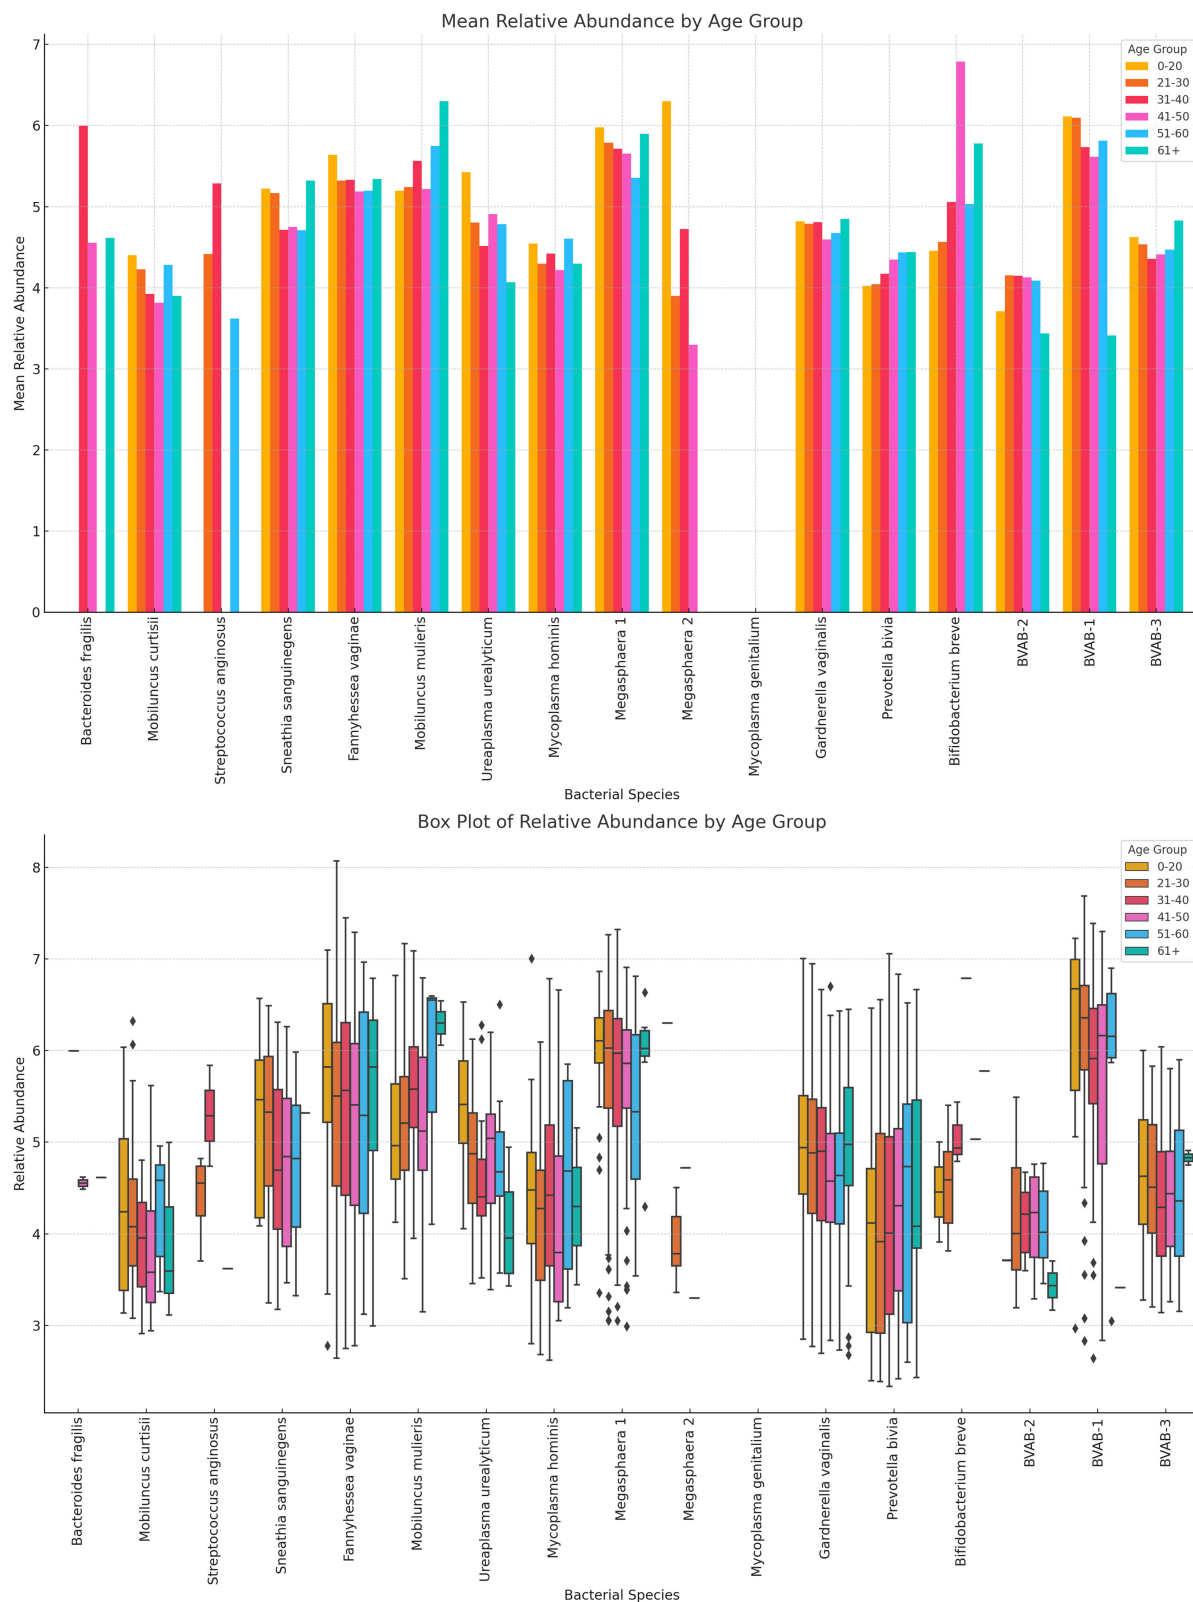 Mean Relative Abundance by Age Group
Age Group
0-20
21-30
31-40
41-50
51-60
61+
7
6
5
4
3
2
1
0
Mean Relative Abundance
Bacteroides fragilis
Mobiluncus curtisii
Streptococcus anginosus
Sneathia sanguinegens
Fannyhessea vaginae
Mobiluncus mulieris
Ureaplasma urealyticum
Mycoplasma hominis
Megasphaera 1
Megasphaera 2
Mycoplasma genitalium
Gardnerella vaginalis
Prevotella bivia
Bifidobacterium breve
BVAB-2
BVAB-1
BVAB-3
Bacterial Species
Box Plot of Relative Abundance by Age Group
Age Group
0-20
21-30
31-40
41-50
51-60
61+
8
7
6
5
4
3
Relative Abundance
Bacteroides fragilis
Mobiluncus curtisii
Streptococcus anginosus
Sneathia sanguinegens
Fannyhessea vaginae
Mobiluncus mulieris
Ureaplasma urealyticum
Mycoplasma hominis
Megasphaera 1
Megasphaera 2
Mycoplasma genitalium
Gardnerella vaginalis
Prevotella bivia
Bifidobacterium breve
BVAB-2
BVAB-1
BVAB-3
Bacterial Species